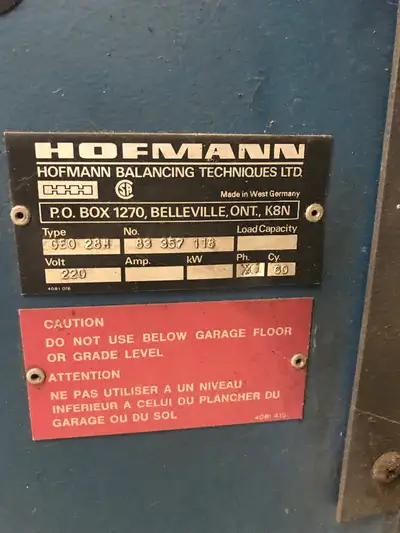 HOFMANN
HOFMANN BALANCING TECHNIQUES LTD.
Made in West Germany
P.O. BOX 1270, BELLEVILLE, ONT., K8N
Type No. Load Capacity
28H 83 357 118
Volt Amp. kW Ph. Cy.
220 60
4081 016
CAUTION
DO NOT USE BELOW GARAGE FLOOR
OR GRADE LEVEL
ATTENTION
NE PAS UTILISER A UN NIVEAU
INFERIEUR A CELUI DU PLANCHER DU
GARAGE OU DU SOL